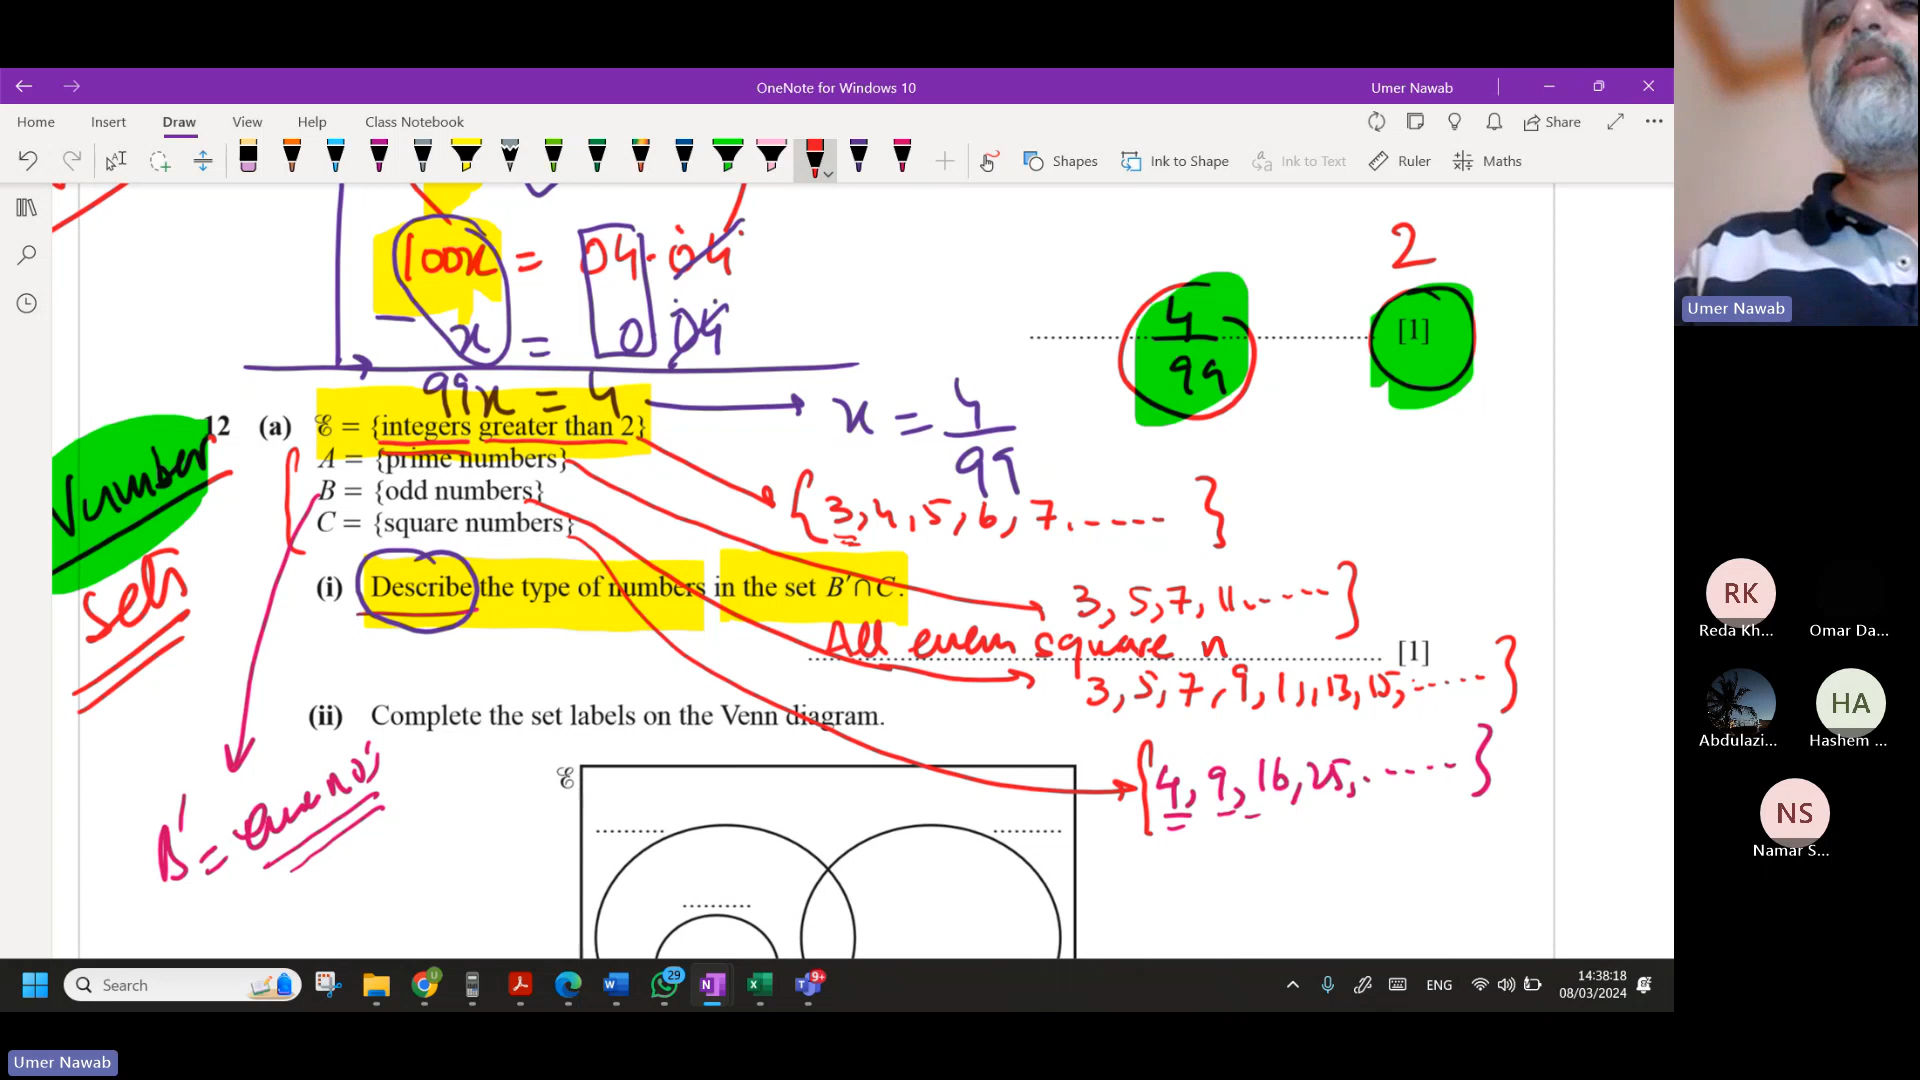 OneNote for Windows 10
Umer Nawab
Home Insert Draw View Help Class Notebook
Share
Shapes Ink to Shape Ink to Text Ruler Maths
100x = 04.04
- x = 0 04
99x = 4
x = 4/99
2
4/99 [1]
Number
sets
12 (a) ℰ = {integers greater than 2}
A = {prime numbers}
B = {odd numbers}
C = {square numbers}
{3, 4, 5, 6, 7, ------ }
(i) Describe the type of numbers in the set B′∩C.
3, 5, 7, 11, ------ }
All even square n
[1]
3, 5, 7, 9, 11, 13, 15, ------ }
(ii) Complete the set labels on the Venn diagram.
{4, 9, 16, 25, ------ }
B' = even no's
ℰ
Umer Nawab
RK
Reda Kh...
Omar Da...
Abdulazi...
HA
Hashem ...
NS
Namar S...
Search
29
9+
ENG
14:38:18
08/03/2024
Umer Nawab